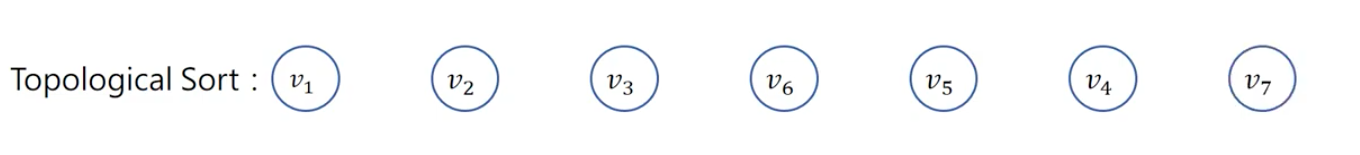 Topological Sort : v₁ v₂ v₃ v₆ v₅ v₄ v₇